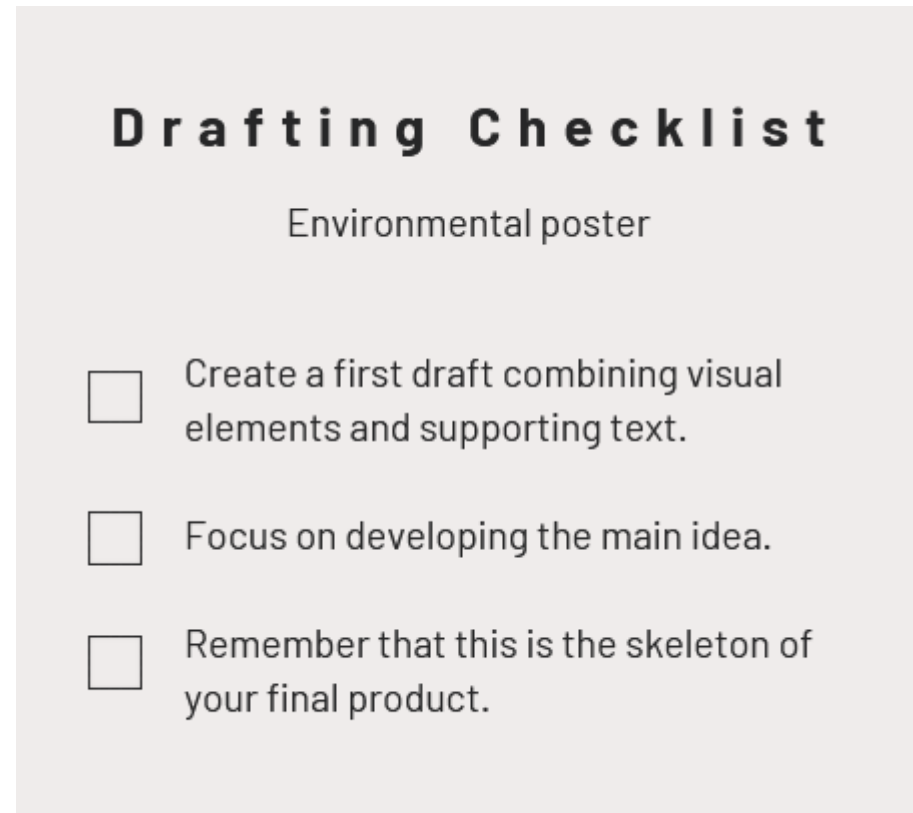 Drafting Checklist
Environmental poster
Create a first draft combining visual
elements and supporting text.
Focus on developing the main idea.
Remember that this is the skeleton of
your final product.